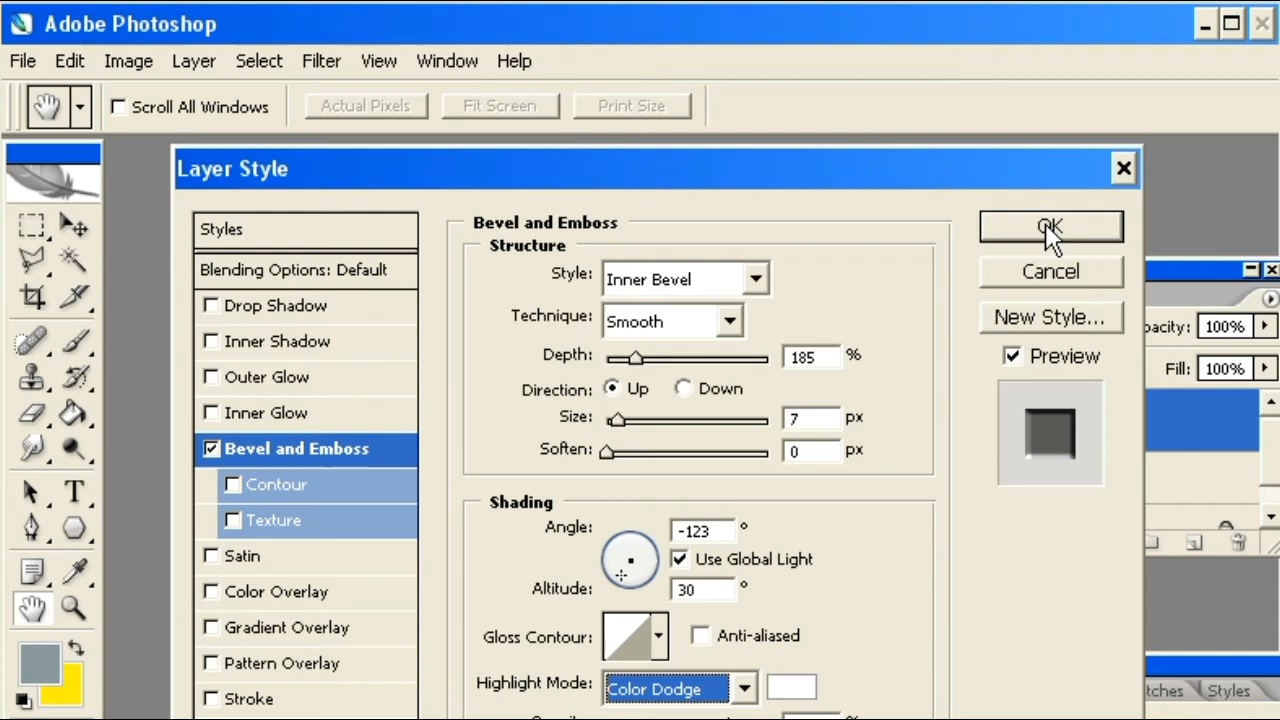 Adobe Photoshop
File Edit Image Layer Select Filter View Window Help
Scroll All Windows Actual Pixels Fit Screen Print Size
Layer Style
Styles
Blending Options: Default
Drop Shadow
Inner Shadow
Outer Glow
Inner Glow
Bevel and Emboss
Contour
Texture
Satin
Color Overlay
Gradient Overlay
Pattern Overlay
Stroke
Bevel and Emboss
Structure
Style: Inner Bevel
Technique: Smooth
Depth: 185 %
Direction: Up Down
Size: 7 px
Soften: 0 px
Shading
Angle: -123 °
Use Global Light
Altitude: 30 °
Gloss Contour: Anti-aliased
Highlight Mode: Color Dodge
OK
Cancel
New Style...
Preview
pacity: 100%
Fill: 100%
tches Styles